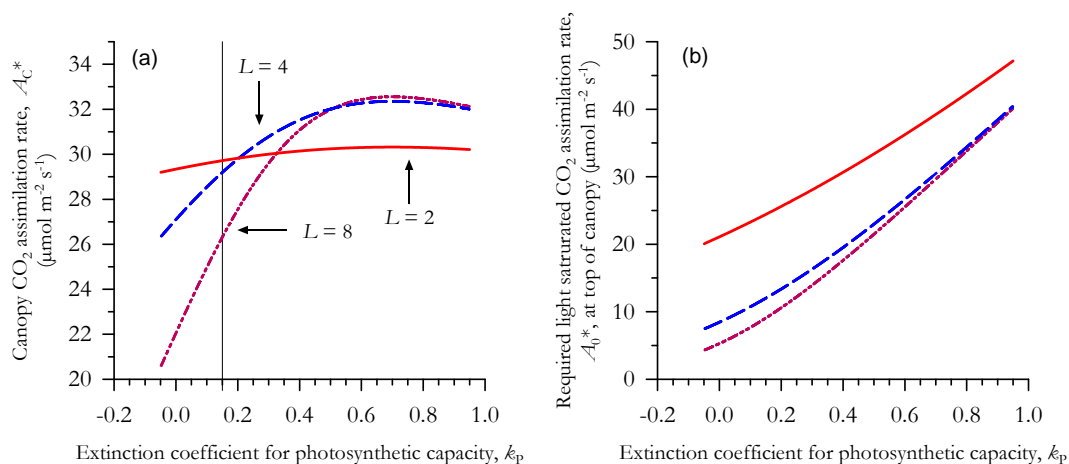 Canopy CO2 assimilation rate, AC*
(µmol m-2 s-1)
34
32
30
28
26
24
22
20
(a)
L = 4
L = 2
L = 8
-0.2 0.0 0.2 0.4 0.6 0.8 1.0
Extinction coefficient for photosynthetic capacity, kP
Required light satrurated CO2 assimilation rate,
A0*, at top of canopy (µmol m-2 s-1)
50
40
30
20
10
0
(b)
-0.2 0.0 0.2 0.4 0.6 0.8 1.0
Extinction coefficient for photosynthetic capacity, kP